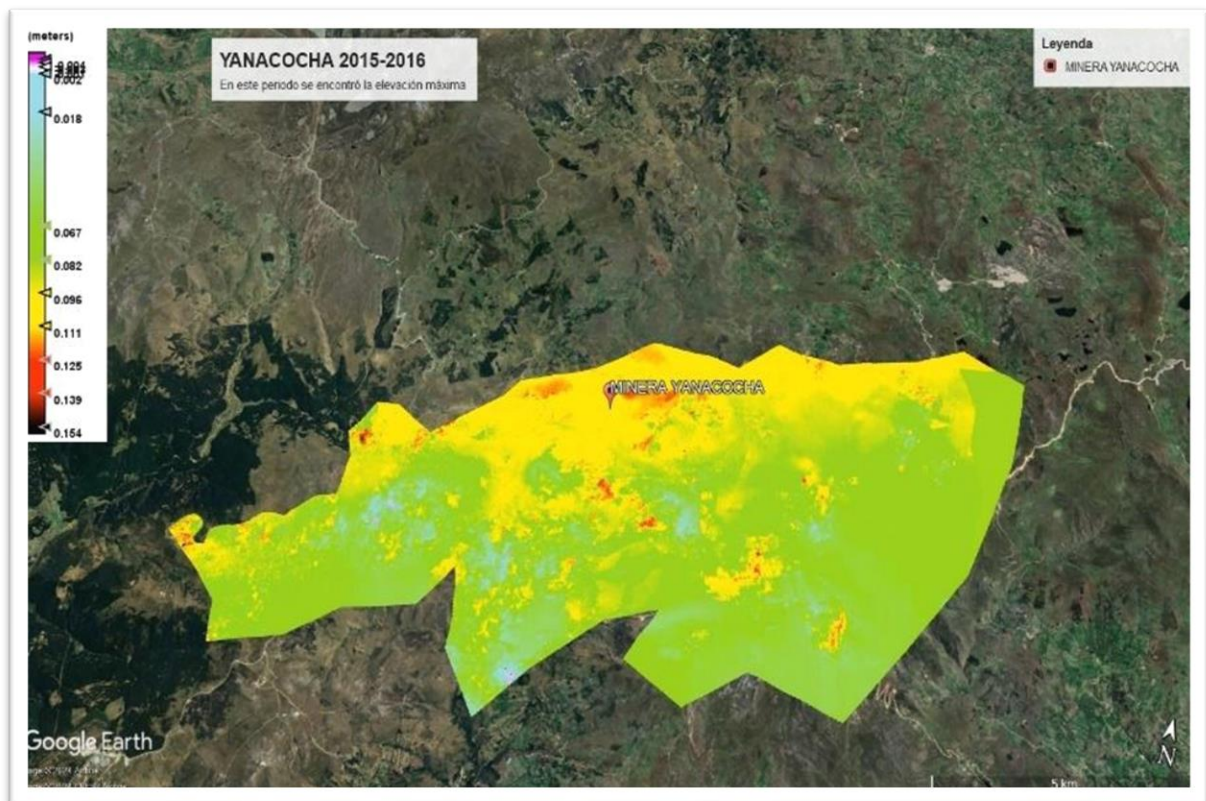 (meters)
0.002
0.018
0.067
0.082
0.096
0.111
0.125
0.139
0.154
YANACOCHA 2015-2016
En este periodo se encontró la elevación máxima
Leyenda
MINERA YANACOCHA
MINERA YANACOCHA
Google Earth
N
5 km